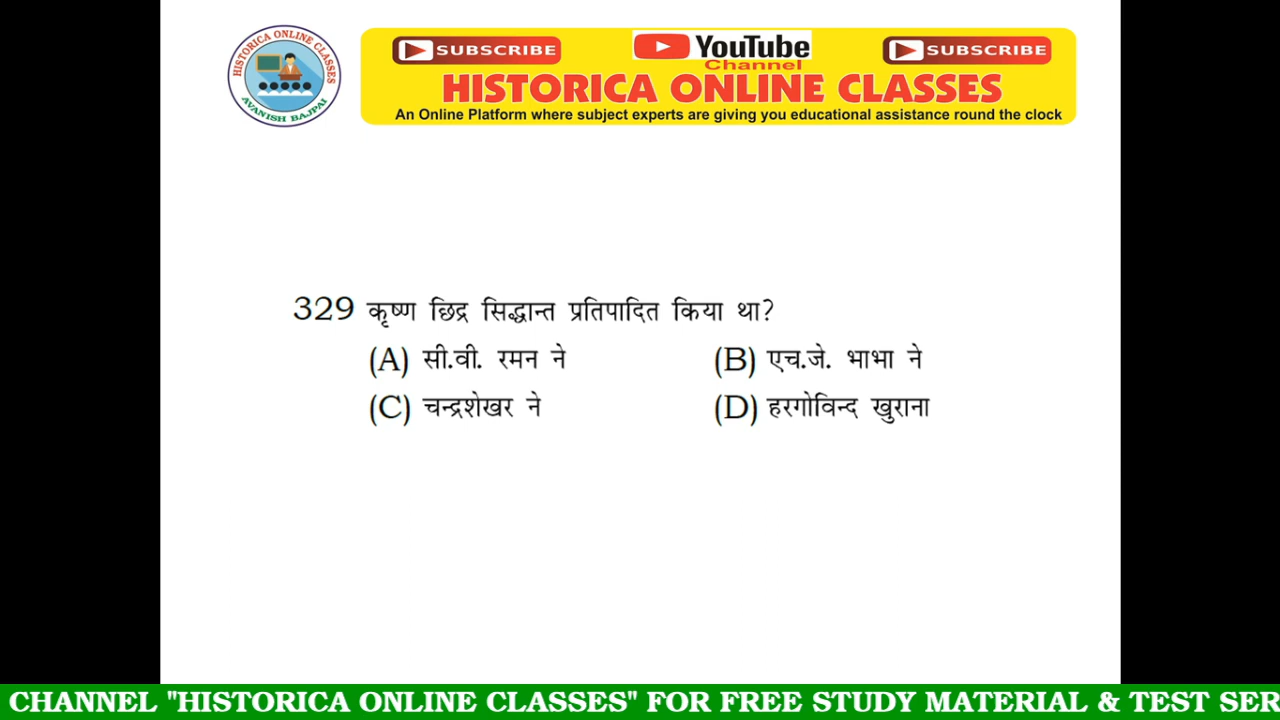 HISTORICA ONLINE CLASSES
AVANISH BAJPAI
SUBSCRIBE
YouTube
SUBSCRIBE
Channel
HISTORICA ONLINE CLASSES
An Online Platform where subject experts are giving you educational assistance round the clock
329 कृष्ण छिद्र सिद्धान्त प्रतिपादित किया था?
(A) सी.वी. रमन ने (B) एच.जे. भाभा ने
(C) चन्द्रशेखर ने (D) हरगोविन्द खुराना
CHANNEL "HISTORICA ONLINE CLASSES" FOR FREE STUDY MATERIAL & TEST SER